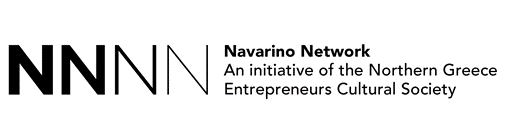 NNNN
Navarino Network
An initiative of the Northern Greece
Entrepreneurs Cultural Society